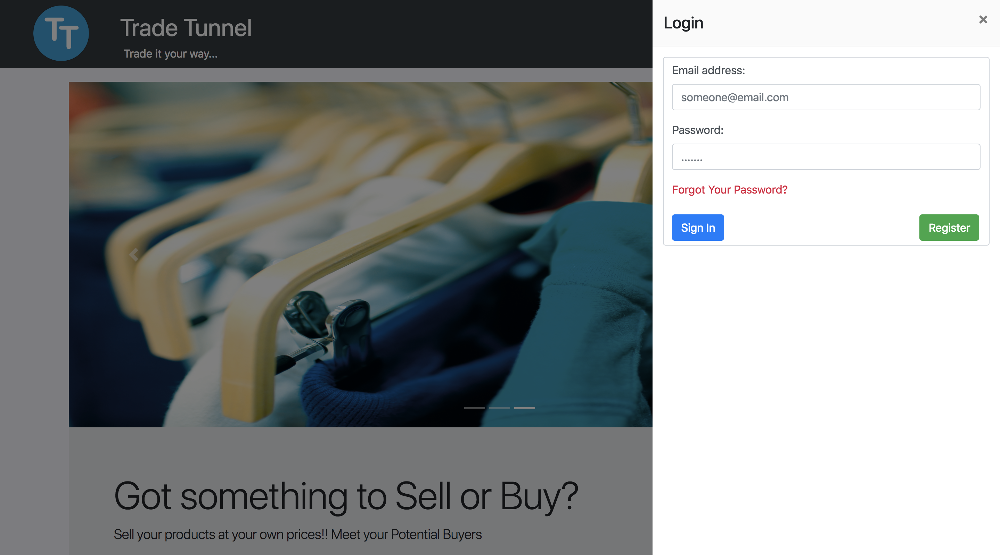 TT
Trade Tunnel
Trade it your way...
Got something to Sell or Buy?
Sell your products at your own prices!! Meet your Potential Buyers
Login
×
Email address:
someone@email.com
Password:
.......
Forgot Your Password?
Sign In
Register